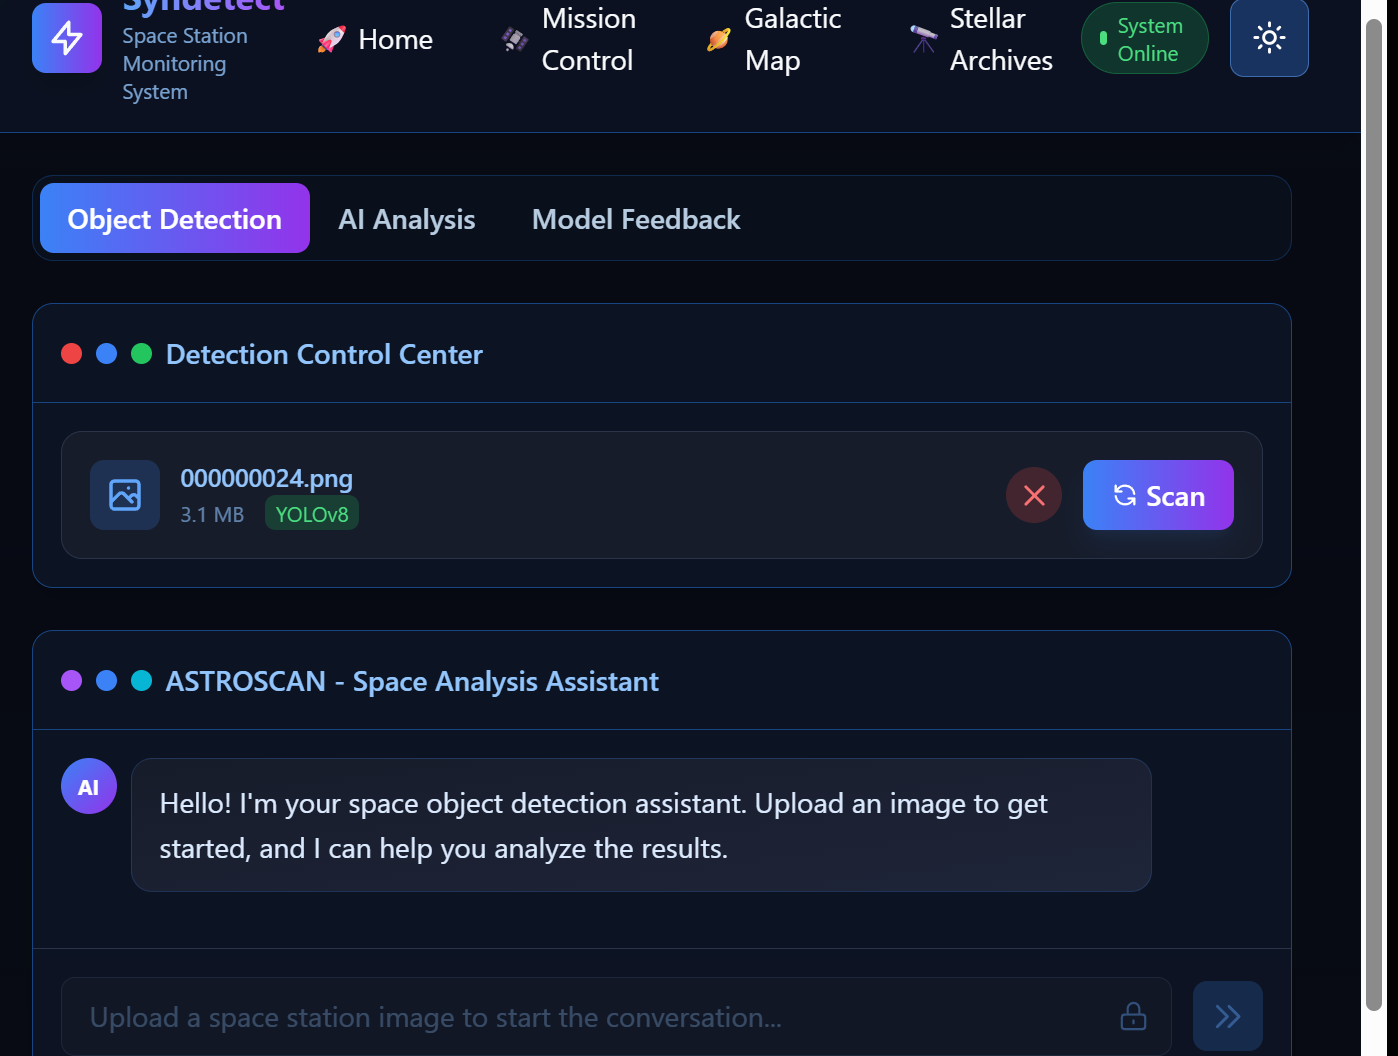 Syndetect
Space Station
Monitoring
System
Home
Mission
Control
Galactic
Map
Stellar
Archives
System
Online
Object Detection
AI Analysis
Model Feedback
Detection Control Center
000000024.png
3.1 MB
YOLOv8
Scan
ASTROSCAN - Space Analysis Assistant
AI
Hello! I'm your space object detection assistant. Upload an image to get
started, and I can help you analyze the results.
Upload a space station image to start the conversation...